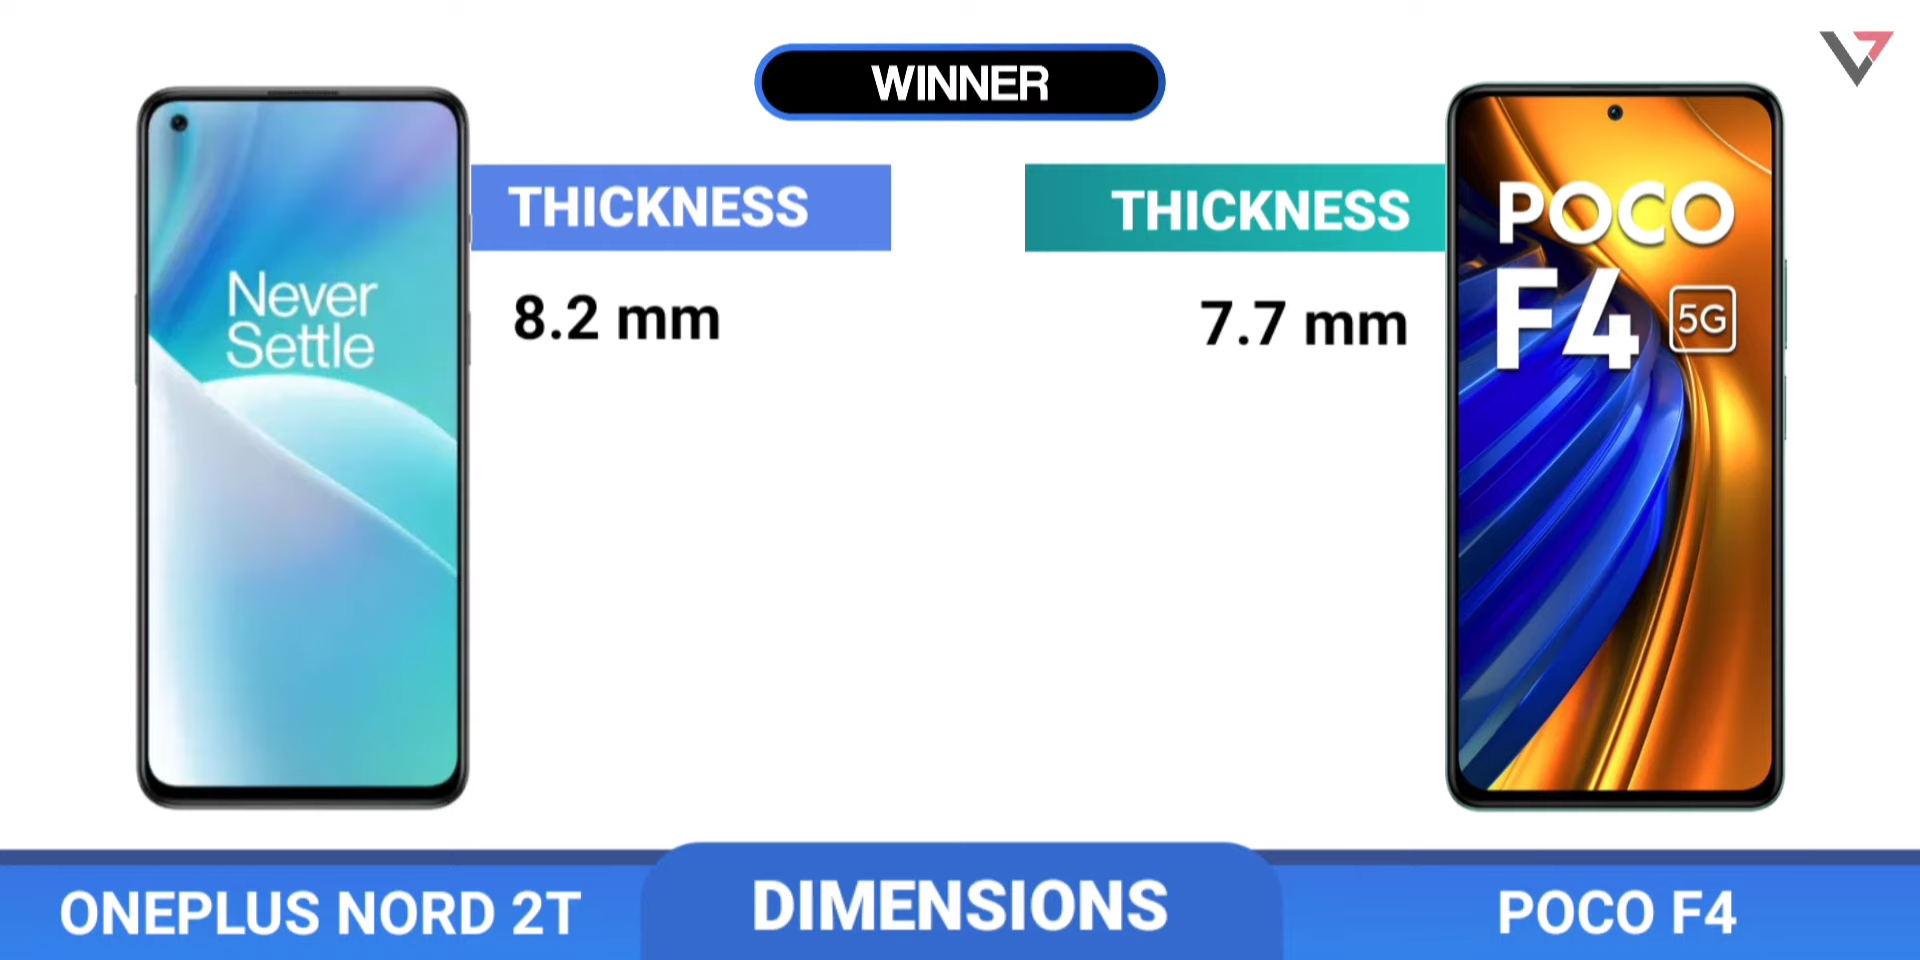 WINNER
THICKNESS
8.2 mm
THICKNESS
7.7 mm
Never
Settle
POCO
F4 5G
ONEPLUS NORD 2T
DIMENSIONS
POCO F4